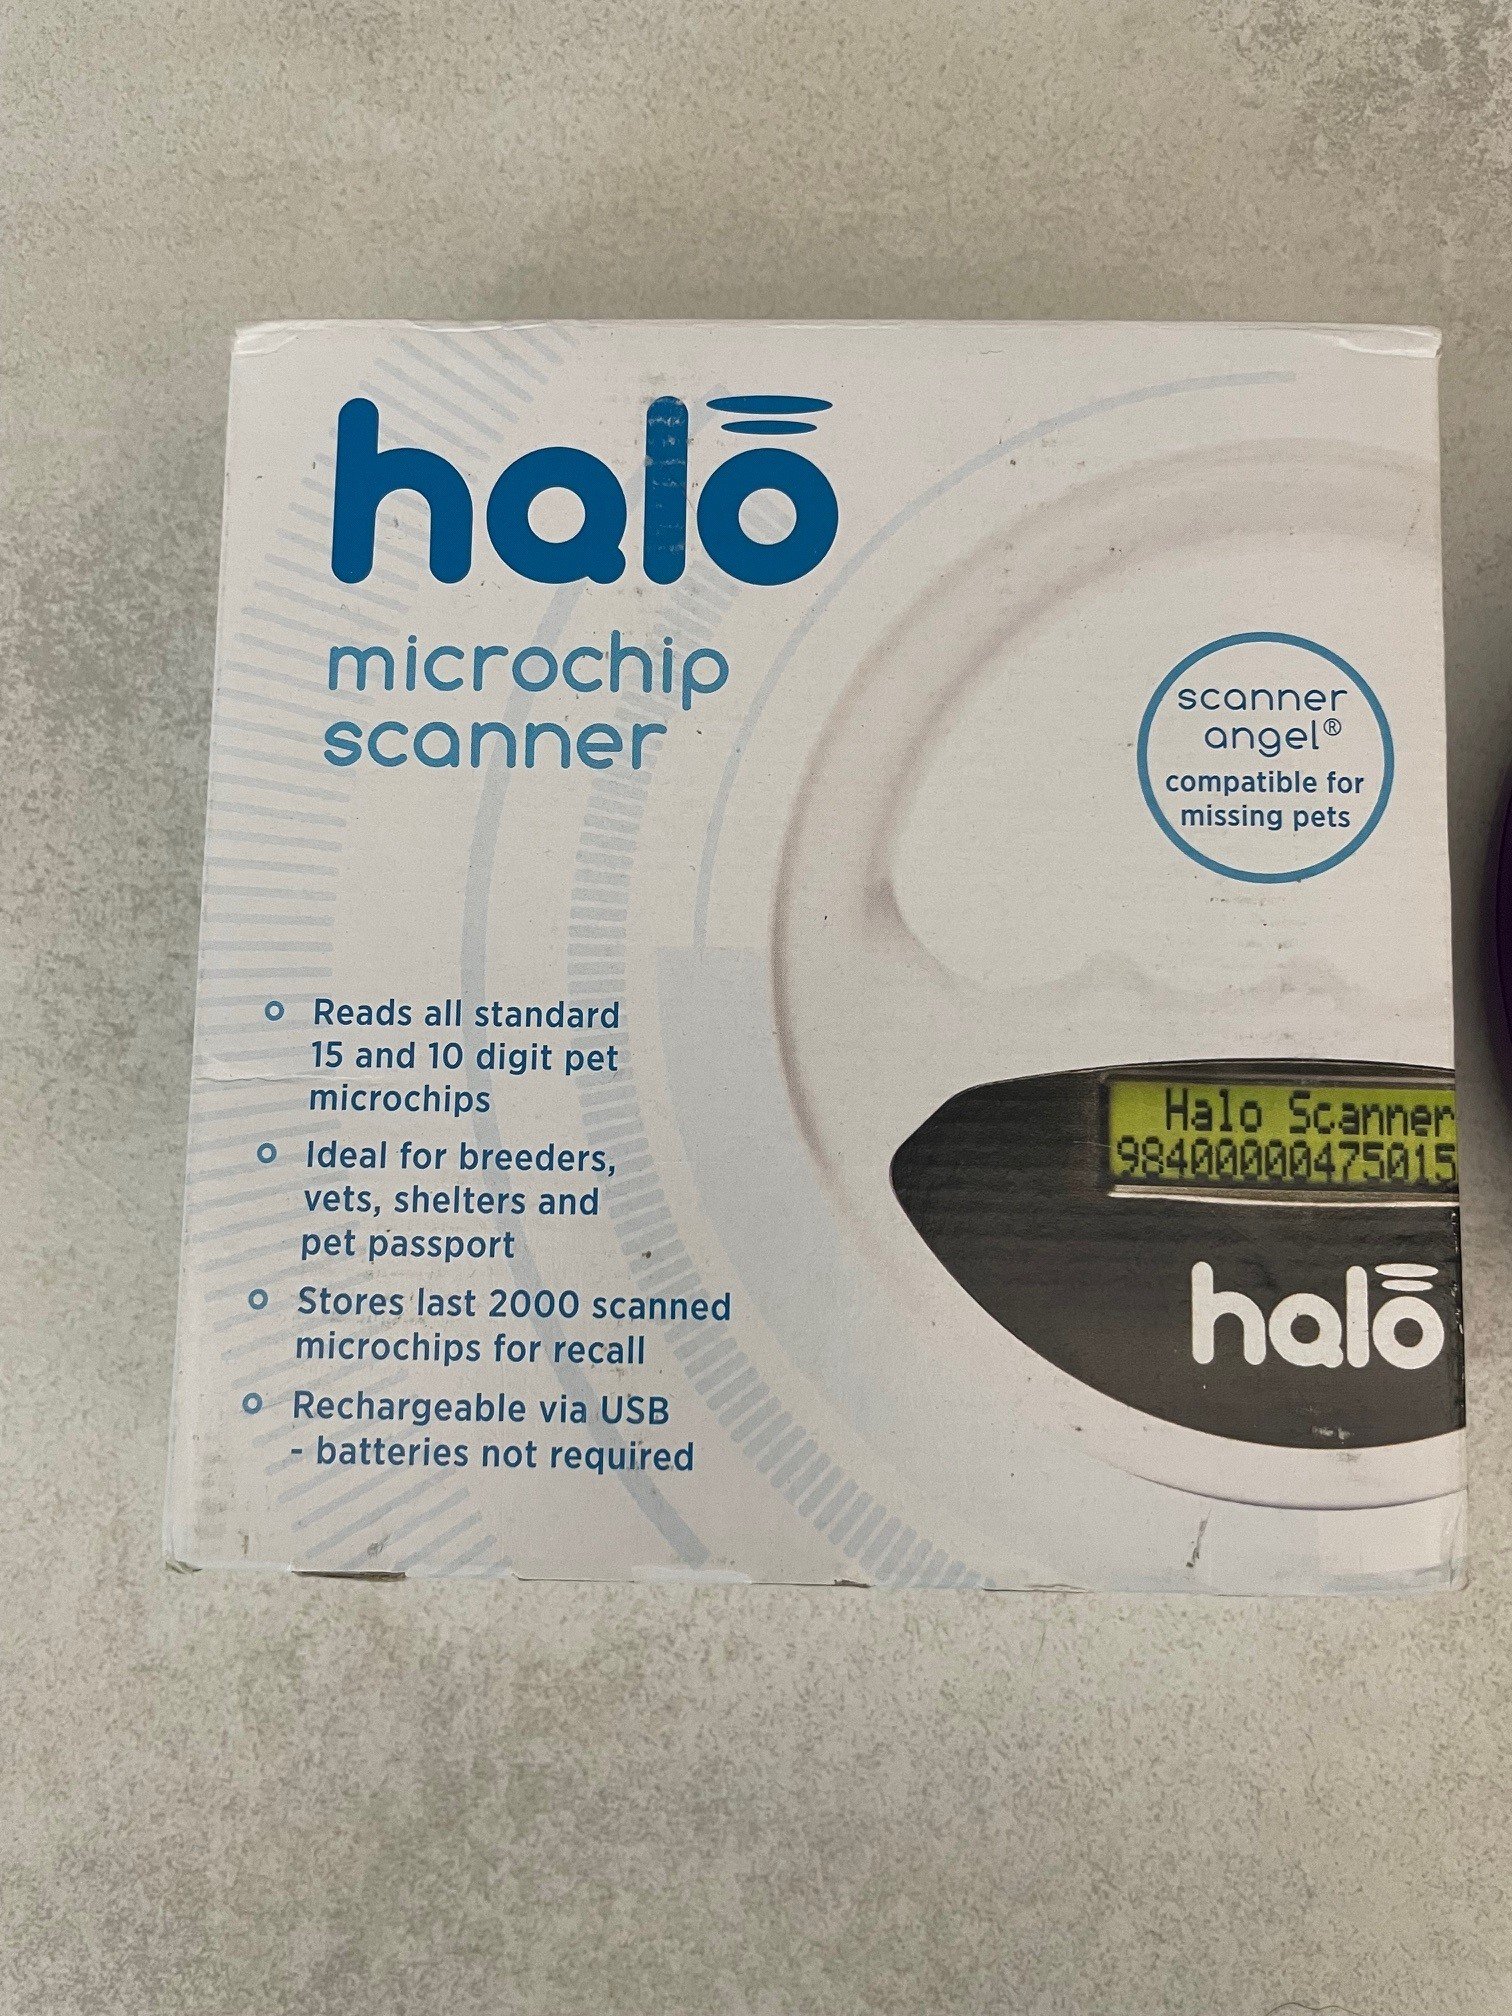 halo
microchip
scanner
scanner
angel®
compatible for
missing pets
Reads all standard
15 and 10 digit pet
microchips
Ideal for breeders,
vets, shelters and
pet passport
Stores last 2000 scanned
microchips for recall
Rechargeable via USB
- batteries not required
Halo Scanner
984000000475015
halo